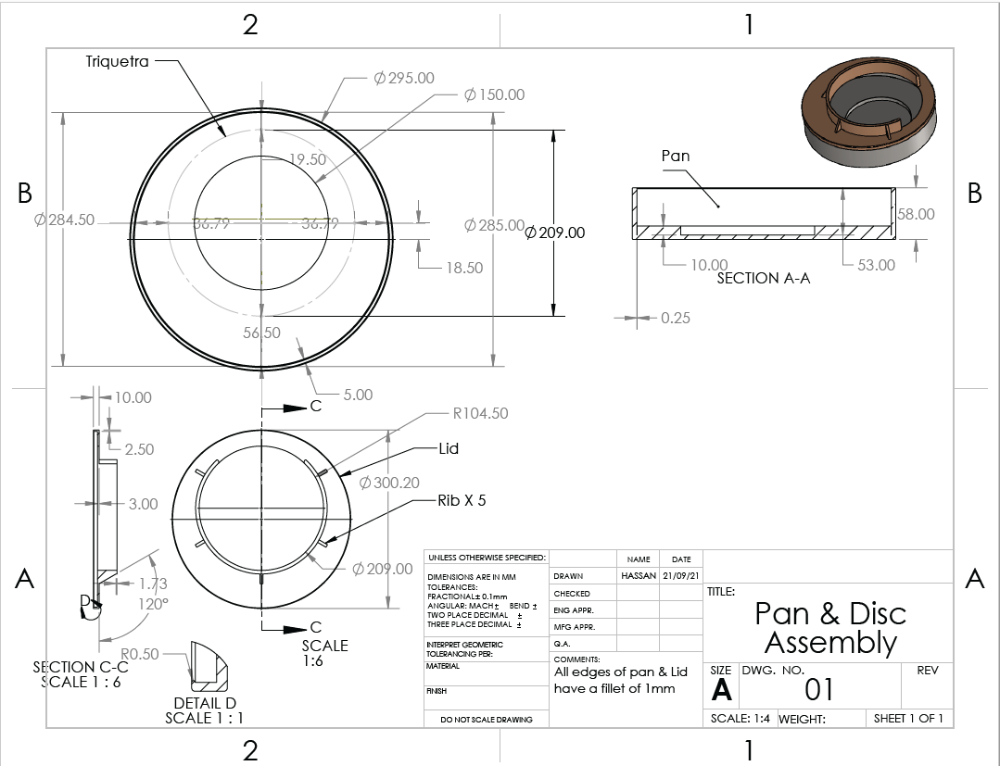 2
1
Triquetra
Ø295.00
Ø150.00
19.50
Ø284.50
36.79
36.79
Ø285.00
Ø209.00
18.50
56.50
5.00
B
B
Pan
58.00
10.00
53.00
SECTION A-A
0.25
10.00
2.50
3.00
1.73
120°
D
SECTION C-C
SCALE 1 : 6
C
R104.50
Lid
Ø300.20
Rib X 5
Ø209.00
C
SCALE
1:6
R0.50
DETAIL D
SCALE 1 : 1
A
A
UNLESS OTHERWISE SPECIFIED:
DIMENSIONS ARE IN MM
TOLERANCES:
FRACTIONAL± 0.1mm
ANGULAR: MACH± BEND ±
TWO PLACE DECIMAL ±
THREE PLACE DECIMAL ±
INTERPRET GEOMETRIC
TOLERANCING PER:
MATERIAL
FINISH
DO NOT SCALE DRAWING
NAME DATE
DRAWN HASSAN 21/09/21
CHECKED
ENG APPR.
MFG APPR.
Q.A.
COMMENTS:
All edges of pan & Lid
have a fillet of 1mm
TITLE:
Pan & Disc
Assembly
SIZE DWG. NO. REV
A 01
SCALE: 1:4 WEIGHT: SHEET 1 OF 1
2
1